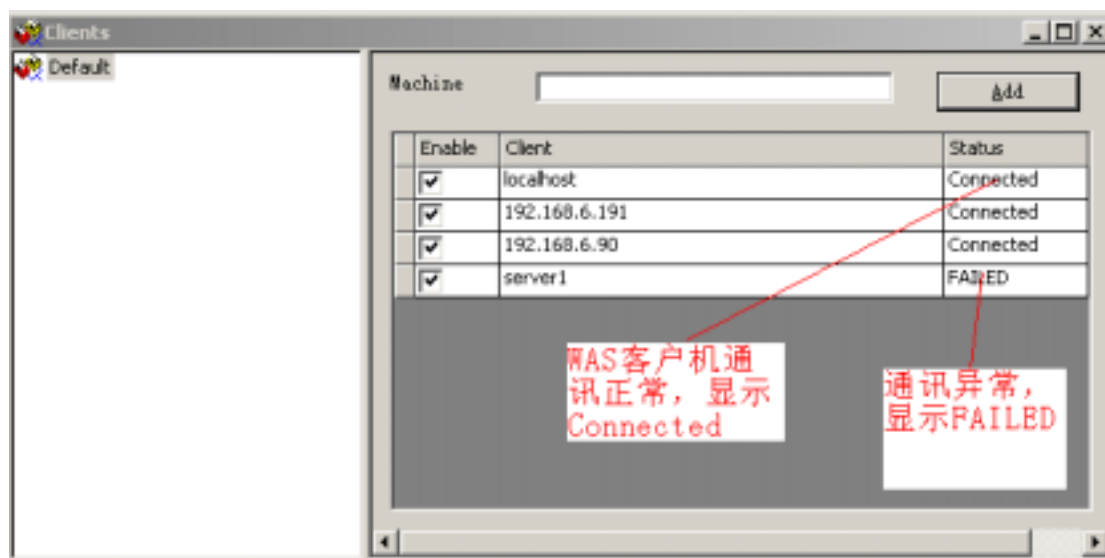 Clients
Default
Machine
Add
Enable Client Status
localhost Connected
192.168.6.191 Connected
192.168.6.90 Connected
server1 FAILED
WAS客户机通
讯正常，显示
Connected
通讯异常，
显示FAILED